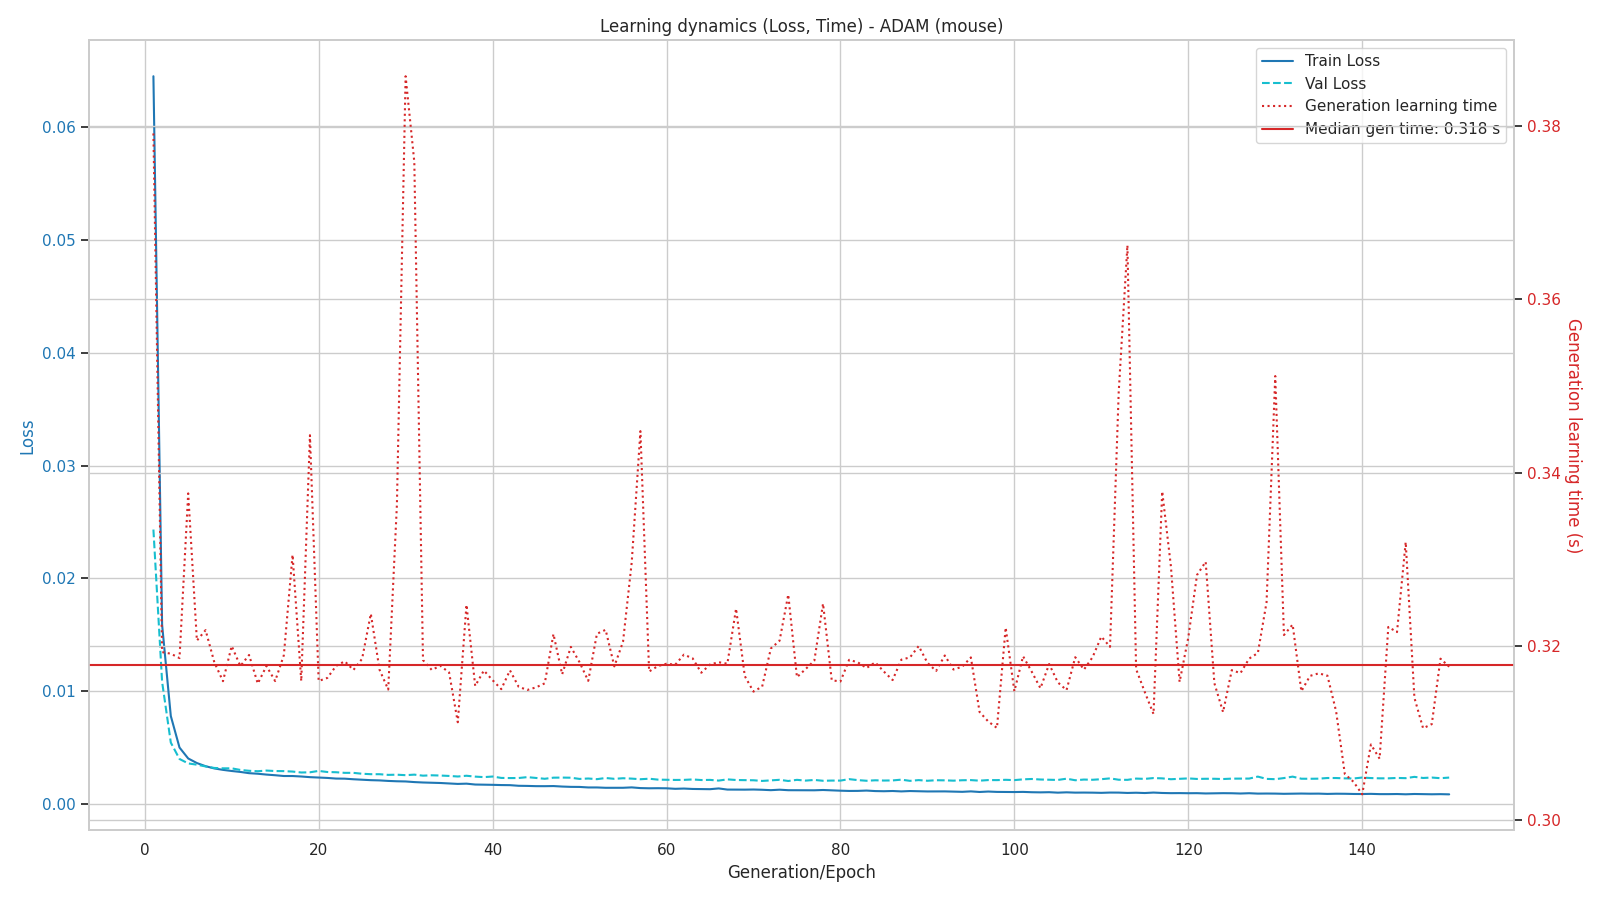 Learning dynamics (Loss, Time) - ADAM (mouse)
Train Loss
Val Loss
Generation learning time
Median gen time: 0.318 s
0.06
0.05
0.04
0.03
0.02
0.01
0.00
Loss
0.38
0.36
0.34
0.32
0.30
Generation learning time (s)
0 20 40 60 80 100 120 140
Generation/Epoch